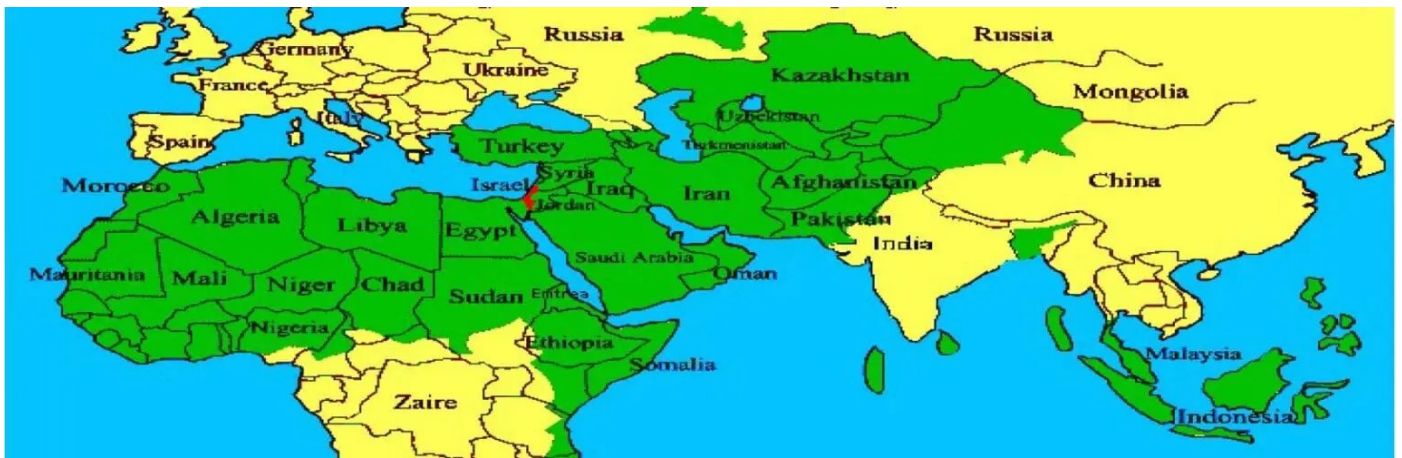 Russia
Russia
Germany
Ukraine
Kazakhstan
France
Mongolia
Italy
Uzbekistan
Spain
Turkey
Turkmenistan
Syria
Morocco
Israel
Iraq
Iran
Afghanistan
China
Jordan
Algeria
Libya
Egypt
Pakistan
India
Saudi Arabia
Mauritania
Mali
Niger
Chad
Oman
Sudan
Eritrea
Nigeria
Ethiopia
Malaysia
Somalia
Zaire
Indonesia